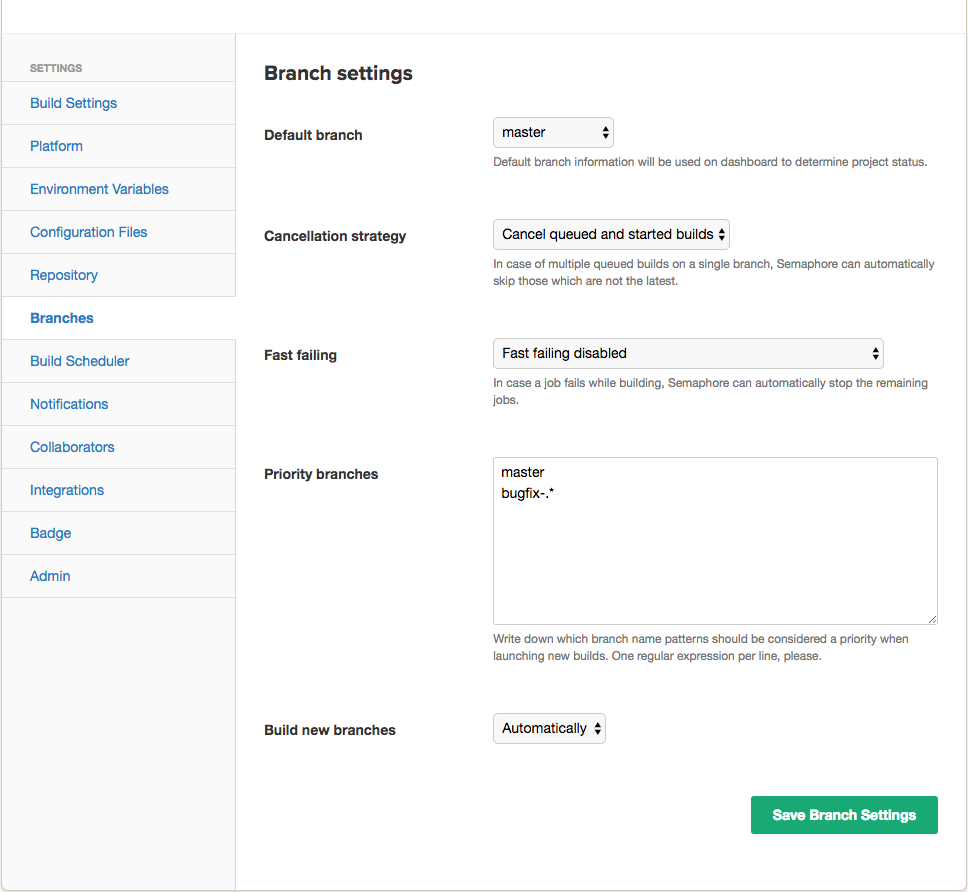 SETTINGS
Build Settings
Platform
Environment Variables
Configuration Files
Repository
Branches
Build Scheduler
Notifications
Collaborators
Integrations
Badge
Admin
Branch settings
Default branch
master
Default branch information will be used on dashboard to determine project status.
Cancellation strategy
Cancel queued and started builds
In case of multiple queued builds on a single branch, Semaphore can automatically
skip those which are not the latest.
Fast failing
Fast failing disabled
In case a job fails while building, Semaphore can automatically stop the remaining
jobs.
Priority branches
master
bugfix-.*
Write down which branch name patterns should be considered a priority when
launching new builds. One regular expression per line, please.
Build new branches
Automatically
Save Branch Settings